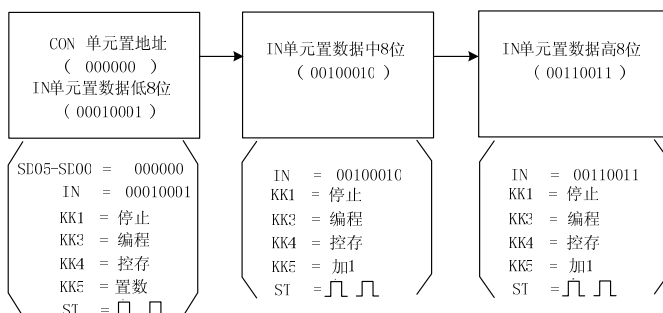 CON 单元置地址
( 000000 )
IN单元置数据低8位
( 00010001 )
IN单元置数据中8位
( 00100010 )
IN单元置数据高8位
( 00110011 )
SD05-SD00 = 000000
IN = 00010001
KK1 = 停止
KK3 = 编程
KK4 = 控存
KK5 = 置数
ST =
IN = 00100010
KK1 = 停止
KK3 = 编程
KK4 = 控存
KK5 = 加1
ST =
IN = 00110011
KK1 = 停止
KK3 = 编程
KK4 = 控存
KK5 = 加1
ST =